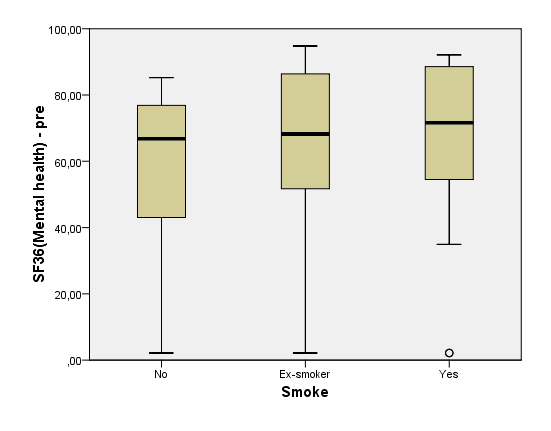 100,00
80,00
60,00
40,00
20,00
,00
SF36(Mental health) - pre
No Ex-smoker Yes
Smoke